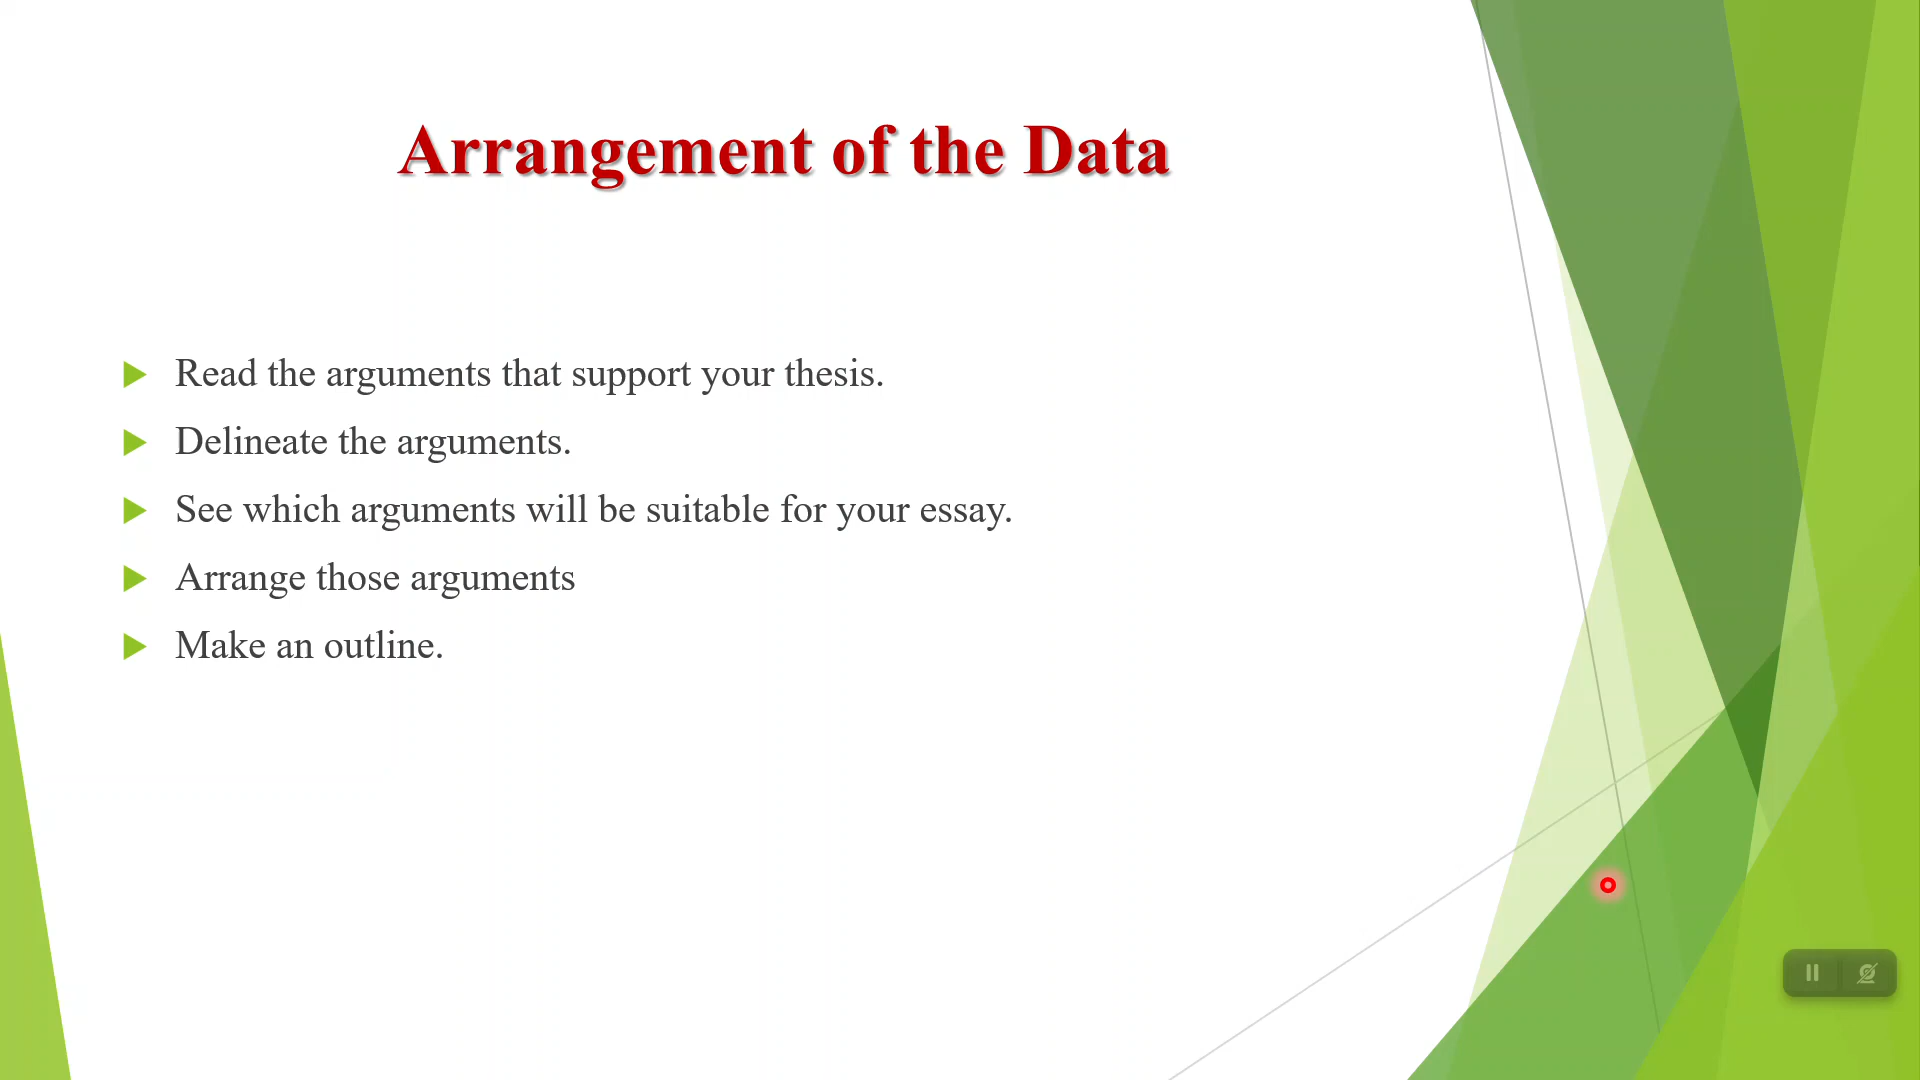 Arrangement of the Data
Read the arguments that support your thesis.
Delineate the arguments.
See which arguments will be suitable for your essay.
Arrange those arguments
Make an outline.